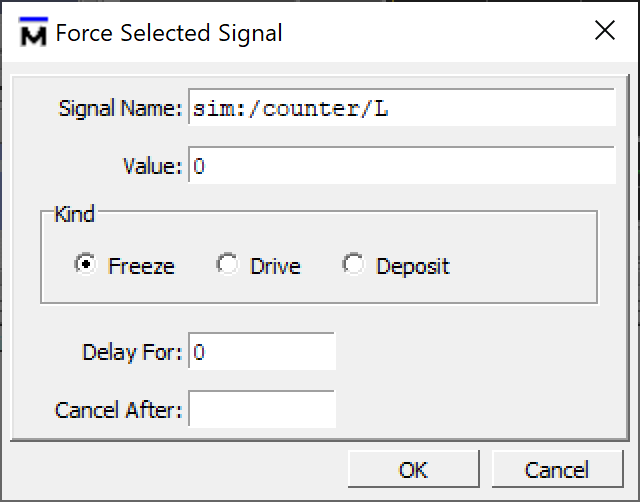 Force Selected Signal
Signal Name: sim:/counter/L
Value: 0
Kind
Freeze Drive Deposit
Delay For: 0
Cancel After:
OK Cancel